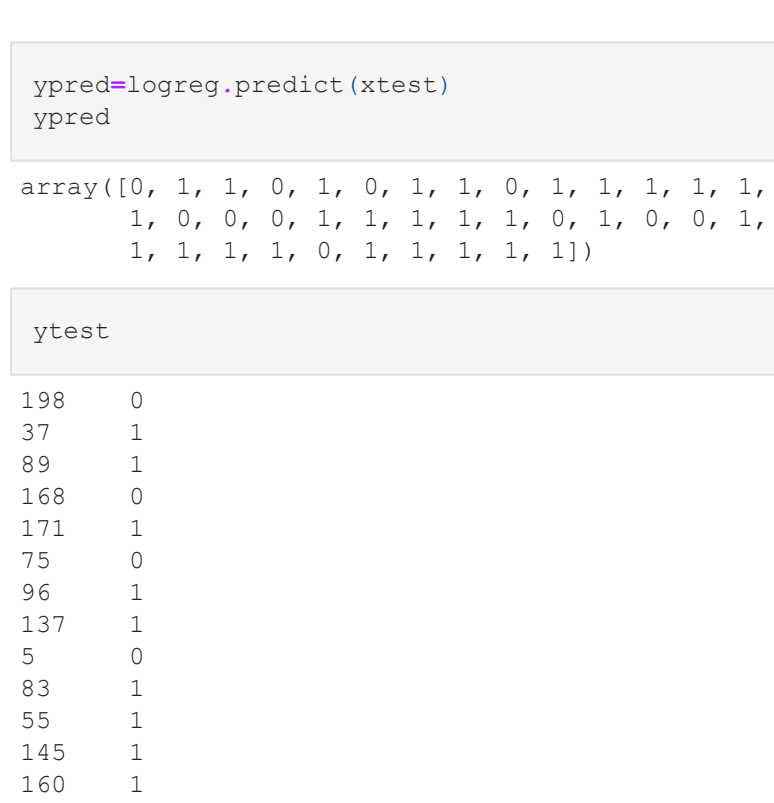 ypred=logreg.predict(xtest)
ypred
array([0, 1, 1, 0, 1, 0, 1, 1, 0, 1, 1, 1, 1, 1,
1, 0, 0, 0, 1, 1, 1, 1, 1, 0, 1, 0, 0, 1,
1, 1, 1, 1, 0, 1, 1, 1, 1, 1])
ytest
198 0
37 1
89 1
168 0
171 1
75 0
96 1
137 1
5 0
83 1
55 1
145 1
160 1